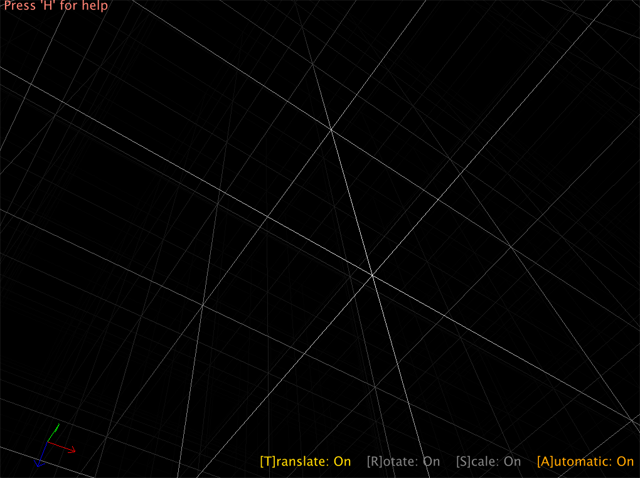 Press 'H' for help
[T]ranslate: On [R]otate: On [S]cale: On [A]utomatic: On